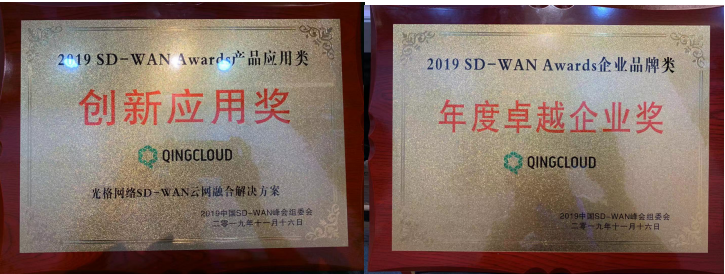 2019 SD-WAN Awards产品应用类
创新应用奖
QINGCLOUD
光格网络SD-WAN云网融合解决方案
2019中国SD-WAN峰会组委会
二零一九年十一月十六日
2019 SD-WAN Awards企业品牌类
年度卓越企业奖
QINGCLOUD
2019中国SD-WAN峰会组委会
二零一九年十一月十六日